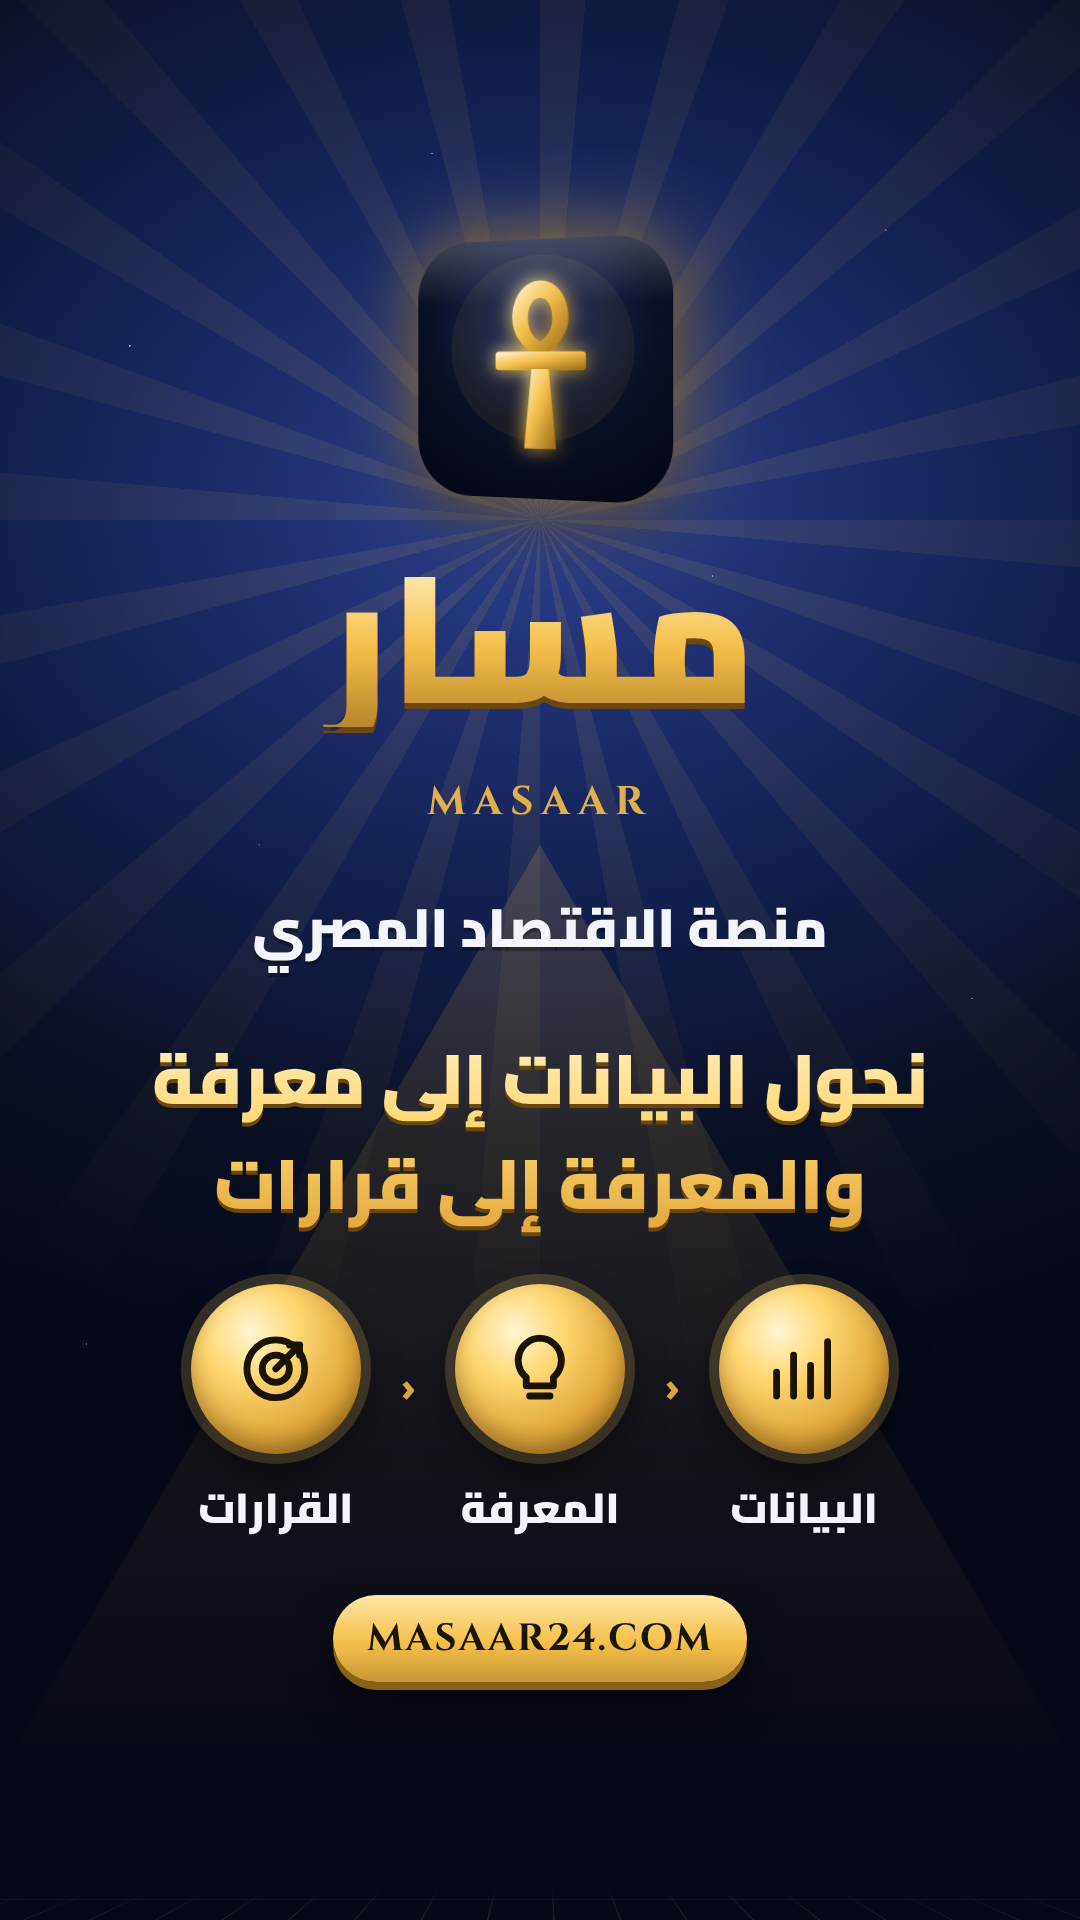 مسار
MASAAR
منصة الاقتصاد المصري
نحول البيانات إلى معرفة
والمعرفة إلى قرارات
البيانات
المعرفة
القرارات
MASAAR24.COM